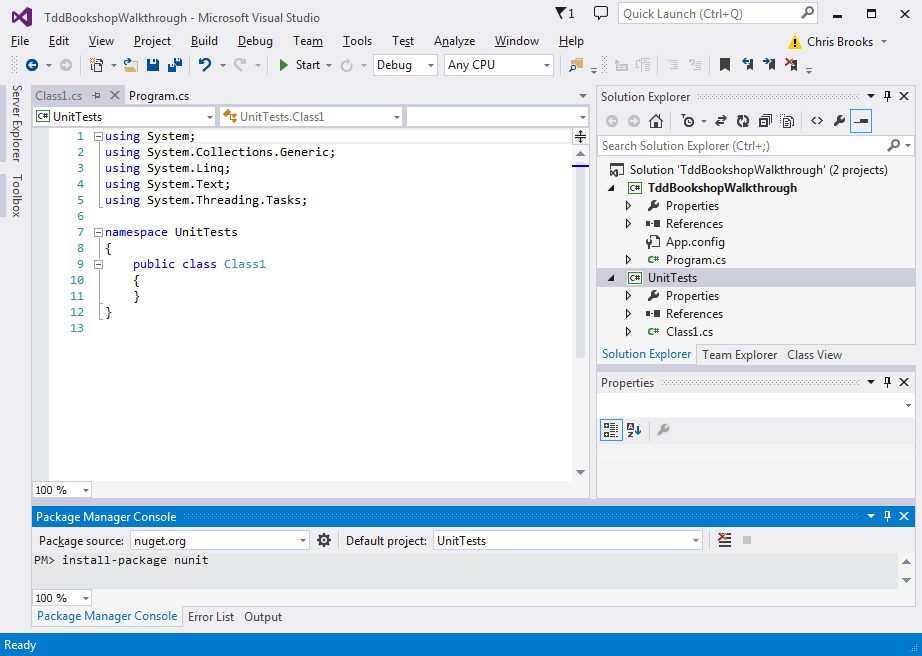 TddBookshopWalkthrough - Microsoft Visual Studio
1
Quick Launch (Ctrl+Q)
File Edit View Project Build Debug Team Tools Test Analyze Window Help
Chris Brooks
Start Debug Any CPU
Server Explorer
Toolbox
Class1.cs Program.cs
UnitTests UnitTests.Class1
1 using System;
2 using System.Collections.Generic;
3 using System.Linq;
4 using System.Text;
5 using System.Threading.Tasks;
6
7 namespace UnitTests
8 {
9 public class Class1
10 {
11 }
12 }
13
100 %
Solution Explorer
Search Solution Explorer (Ctrl+;)
Solution 'TddBookshopWalkthrough' (2 projects)
C# TddBookshopWalkthrough
Properties
References
App.config
C# Program.cs
C# UnitTests
Properties
References
C# Class1.cs
Solution Explorer Team Explorer Class View
Properties
Package Manager Console
Package source: nuget.org Default project: UnitTests
PM> install-package nunit
100 %
Package Manager Console Error List Output
Ready